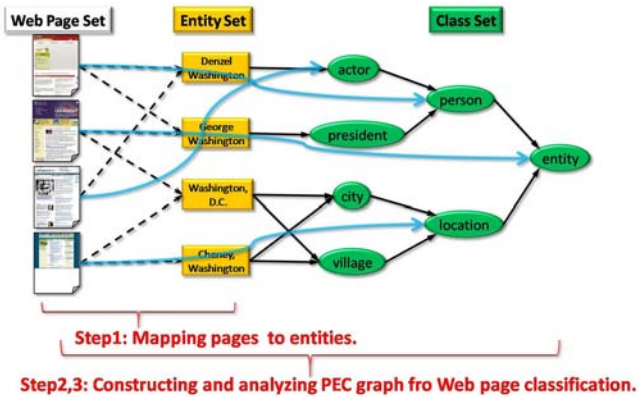 Web Page Set
Entity Set
Class Set
Denzel
Washington
actor
person
George
Washington
president
entity
Washington,
D.C.
city
location
Cheney,
Washington
village
Step1: Mapping pages to entities.
Step2,3: Constructing and analyzing PEC graph fro Web page classification.